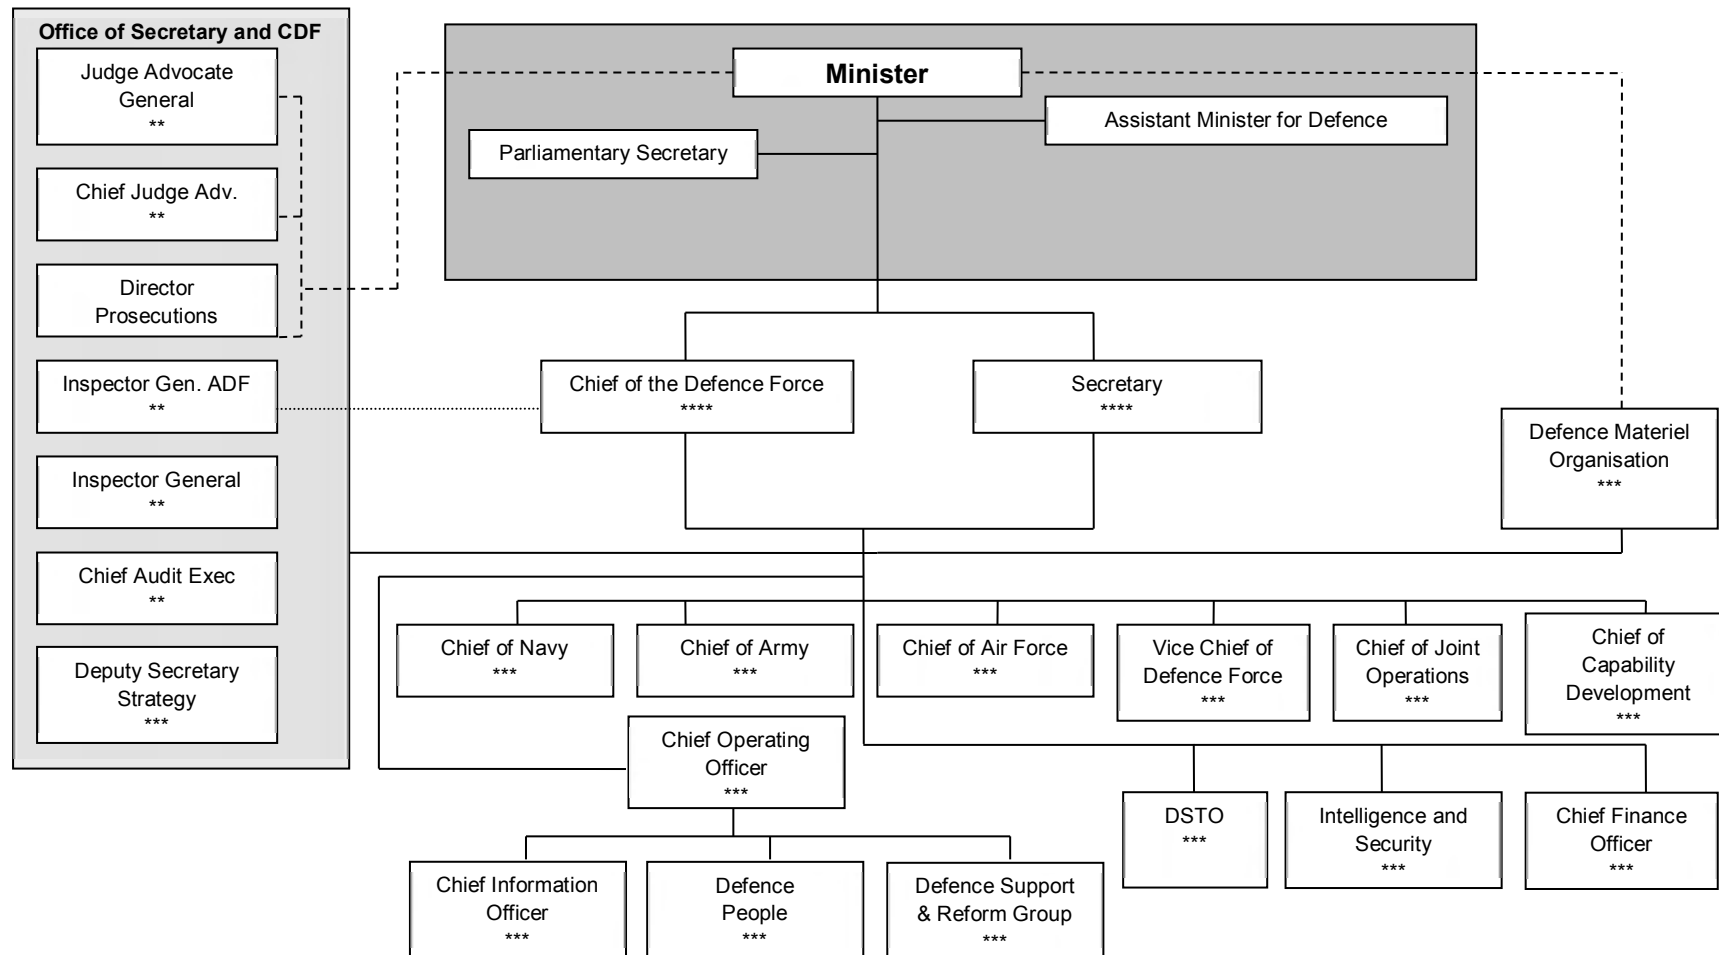 Office of Secretary and CDF
Judge Advocate
General
**
Chief Judge Adv.
**
Director
Prosecutions
Inspector Gen. ADF
**
Inspector General
**
Chief Audit Exec
**
Deputy Secretary
Strategy
***
Minister
Assistant Minister for Defence
Parliamentary Secretary
Chief of the Defence Force
****
Secretary
****
Defence Materiel
Organisation
***
Chief of Navy
***
Chief of Army
***
Chief of Air Force
***
Vice Chief of
Defence Force
***
Chief of Joint
Operations
***
Chief of
Capability
Development
***
Chief Operating
Officer
***
DSTO
***
Intelligence and
Security
***
Chief Finance
Officer
***
Chief Information
Officer
***
Defence
People
***
Defence Support
& Reform Group
***